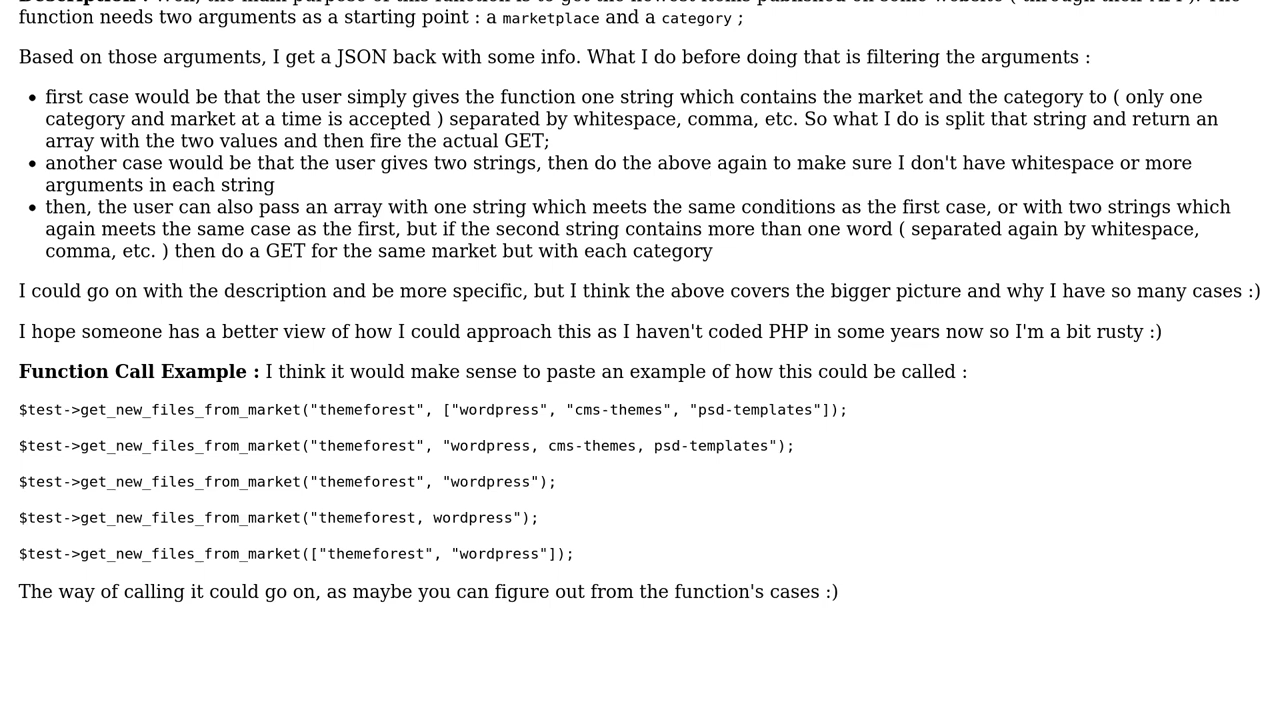 function needs two arguments as a starting point : a marketplace and a category ;
Based on those arguments, I get a JSON back with some info. What I do before doing that is filtering the arguments :
• first case would be that the user simply gives the function one string which contains the market and the category to ( only one
category and market at a time is accepted ) separated by whitespace, comma, etc. So what I do is split that string and return an
array with the two values and then fire the actual GET;
• another case would be that the user gives two strings, then do the above again to make sure I don't have whitespace or more
arguments in each string
• then, the user can also pass an array with one string which meets the same conditions as the first case, or with two strings which
again meets the same case as the first, but if the second string contains more than one word ( separated again by whitespace,
comma, etc. ) then do a GET for the same market but with each category
I could go on with the description and be more specific, but I think the above covers the bigger picture and why I have so many cases :)
I hope someone has a better view of how I could approach this as I haven't coded PHP in some years now so I'm a bit rusty :)
Function Call Example : I think it would make sense to paste an example of how this could be called :
$test->get_new_files_from_market("themeforest", ["wordpress", "cms-themes", "psd-templates"]);
$test->get_new_files_from_market("themeforest", "wordpress, cms-themes, psd-templates");
$test->get_new_files_from_market("themeforest", "wordpress");
$test->get_new_files_from_market("themeforest, wordpress");
$test->get_new_files_from_market(["themeforest", "wordpress"]);
The way of calling it could go on, as maybe you can figure out from the function's cases :)